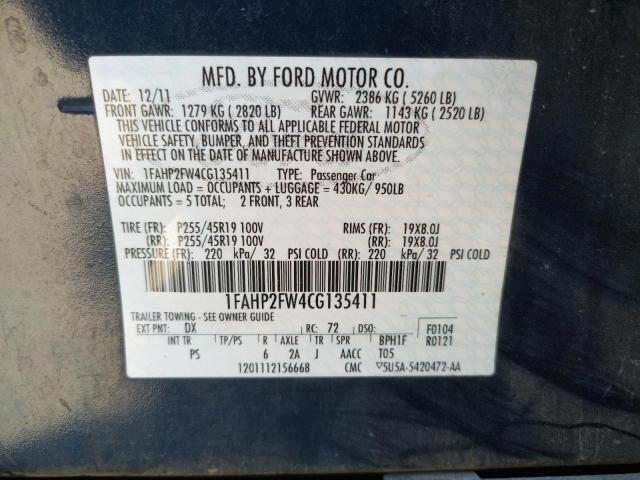 MFD. BY FORD MOTOR CO.
DATE: 12/11 GVWR: 2386 KG ( 5260 LB)
FRONT GAWR: 1279 KG ( 2820 LB) REAR GAWR: 1143 KG ( 2520 LB)
THIS VEHICLE CONFORMS TO ALL APPLICABLE FEDERAL MOTOR
VEHICLE SAFETY, BUMPER, AND THEFT PREVENTION STANDARDS
IN EFFECT ON THE DATE OF MANUFACTURE SHOWN ABOVE.
VIN: 1FAHP2FW4CG135411 TYPE: Passenger Car
MAXIMUM LOAD = OCCUPANTS + LUGGAGE = 430KG/ 950LB
OCCUPANTS = 5 TOTAL; 2 FRONT, 3 REAR
TIRE (FR): P255/45R19 100V RIMS (FR): 19X8.0J
(RR): P255/45R19 100V (RR): 19X8.0J
PRESSURE (FR): 220 kPa/ 32 PSI COLD (RR): 220 kPa/ 32 PSI COLD
1FAHP2FW4CG135411
TRAILER TOWING - SEE OWNER GUIDE
EXT PNT: DX RC: 72 DSO: F0104
INT TR TP/PS R AXLE TR SPR BPH1F R0121
PS 6 2A J AACC T05
1201112156668 CMC ▽5U5A-5420472-AA